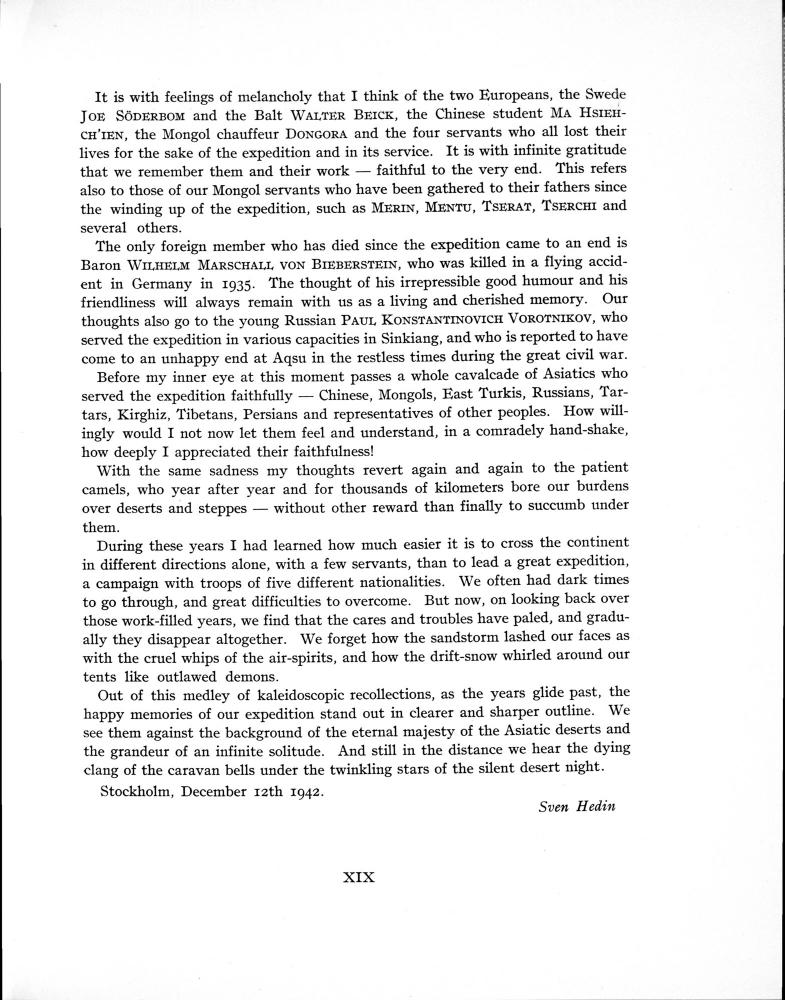 It is with feelings of melancholy that I think of the two Europeans, the Swede
JOE SÖDERBOM and the Balt WALTER BEICK, the Chinese student MA HSIEH-
CH'IEN, the Mongol chauffeur DONGORA and the four servants who all lost their
lives for the sake of the expedition and in its service. It is with infinite gratitude
that we remember them and their work — faithful to the very end. This refers
also to those of our Mongol servants who have been gathered to their fathers since
the winding up of the expedition, such as MERIN, MENTU, TSERAT, TSERCHI and
several others.
The only foreign member who has died since the expedition came to an end is
Baron WILHELM MARSCHALL VON BIEBERSTEIN, who was killed in a flying accid-
ent in Germany in 1935. The thought of his irrepressible good humour and his
friendliness will always remain with us as a living and cherished memory. Our
thoughts also go to the young Russian PAUL KONSTANTINOVICH VOROTNIKOV, who
served the expedition in various capacities in Sinkiang, and who is reported to have
come to an unhappy end at Aqsu in the restless times during the great civil war.
Before my inner eye at this moment passes a whole cavalcade of Asiatics who
served the expedition faithfully — Chinese, Mongols, East Turkis, Russians, Tar-
tars, Kirghiz, Tibetans, Persians and representatives of other peoples. How will-
ingly would I not now let them feel and understand, in a comradely hand-shake,
how deeply I appreciated their faithfulness!
With the same sadness my thoughts revert again and again to the patient
camels, who year after year and for thousands of kilometers bore our burdens
over deserts and steppes — without other reward than finally to succumb under
them.
During these years I had learned how much easier it is to cross the continent
in different directions alone, with a few servants, than to lead a great expedition,
a campaign with troops of five different nationalities. We often had dark times
to go through, and great difficulties to overcome. But now, on looking back over
those work-filled years, we find that the cares and troubles have paled, and gradu-
ally they disappear altogether. We forget how the sandstorm lashed our faces as
with the cruel whips of the air-spirits, and how the drift-snow whirled around our
tents like outlawed demons.
Out of this medley of kaleidoscopic recollections, as the years glide past, the
happy memories of our expedition stand out in clearer and sharper outline. We
see them against the background of the eternal majesty of the Asiatic deserts and
the grandeur of an infinite solitude. And still in the distance we hear the dying
clang of the caravan bells under the twinkling stars of the silent desert night.
Stockholm, December 12th 1942.
Sven Hedin
XIX